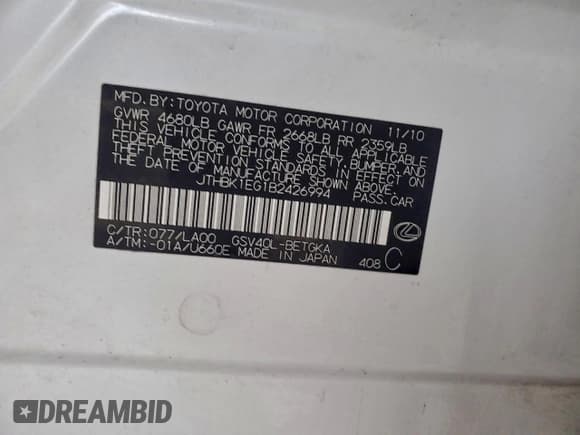 MFD. BY: TOYOTA MOTOR CORPORATION 11/10
GVWR 4680LB GAWR FR 2668LB RR 2359LB
THIS VEHICLE CONFORMS TO ALL APPLICABLE
FEDERAL MOTOR VEHICLE SAFETY, BUMPER, AND
THEFT PREVENTION STANDARDS IN EFFECT ON
THE DATE OF MANUFACTURE SHOWN ABOVE.
JTHBK1EG1B2426994 PASS.CAR
C/TR:077/LA00 GSV40L-BETGKA
A/TM:-01A/U660E MADE IN JAPAN 408 C
DREAMBID